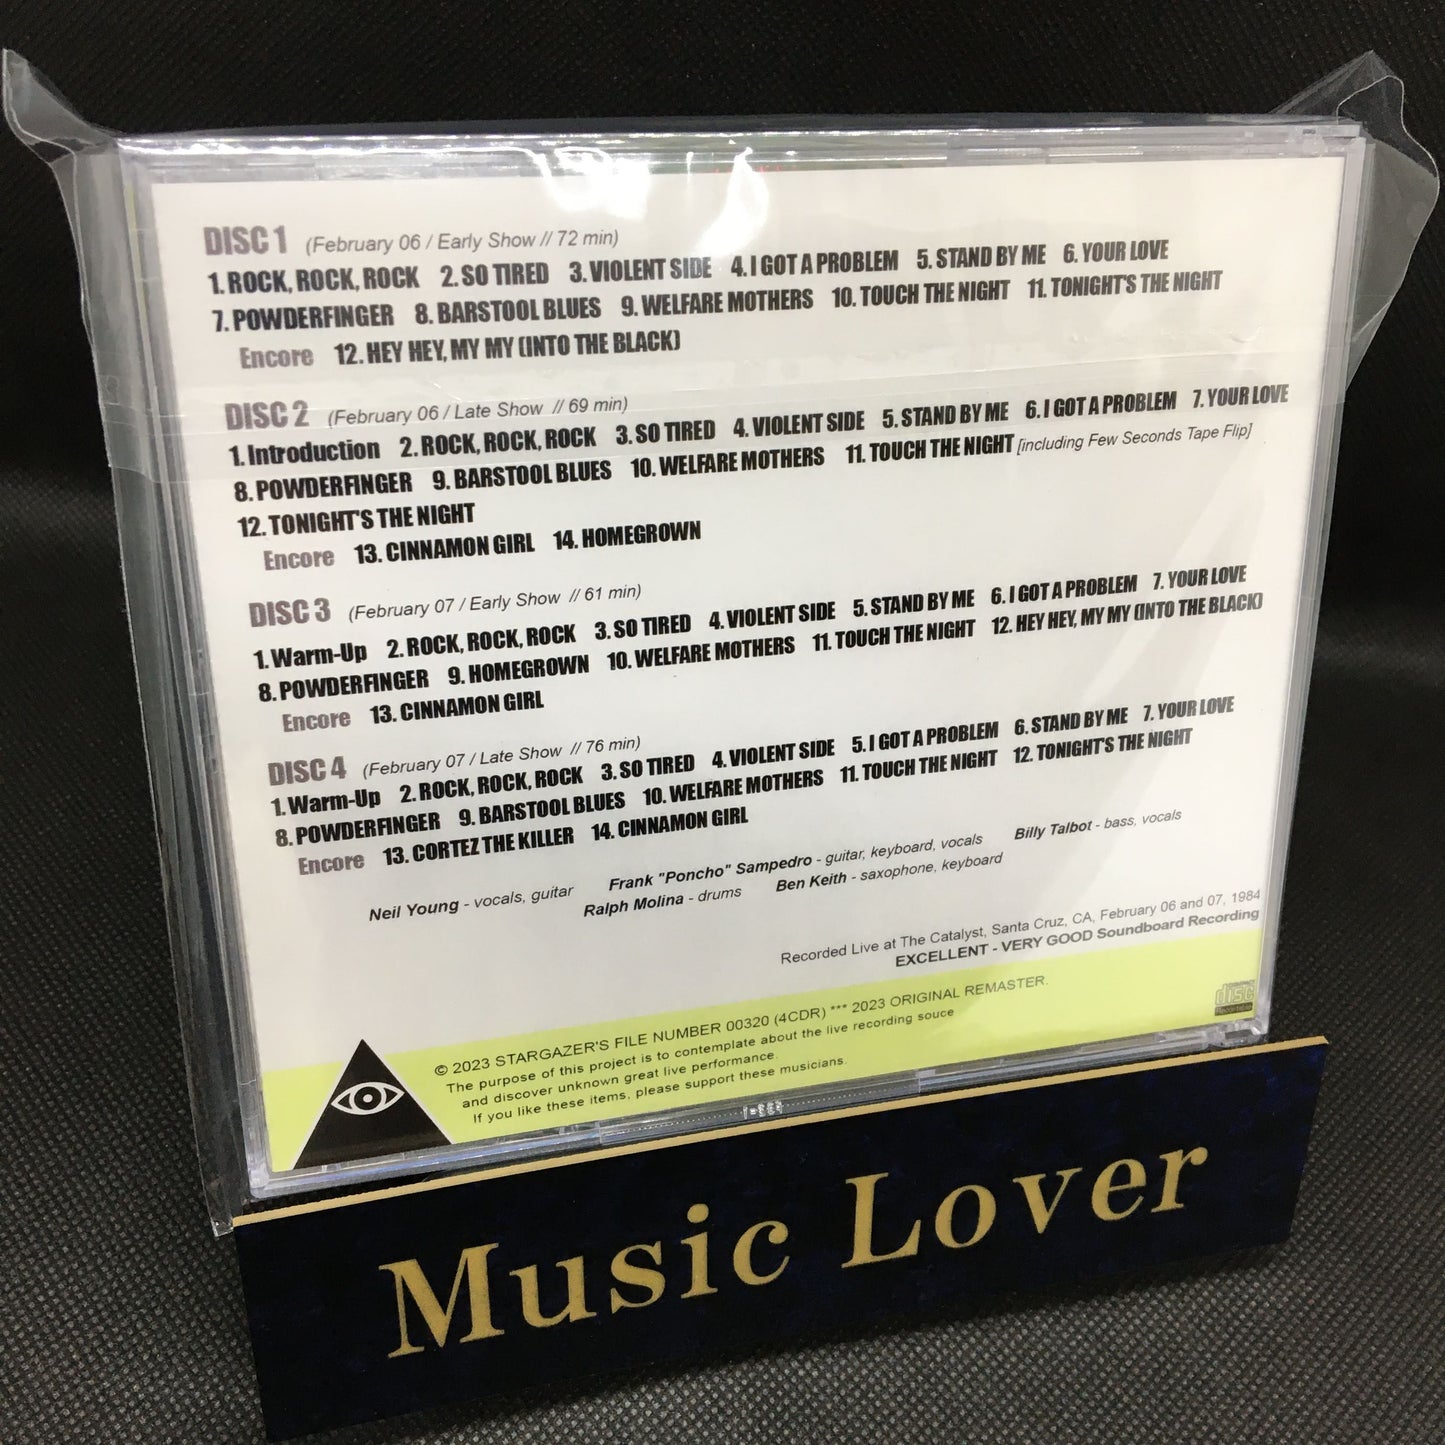 DISC 1 (February 06 / Early Show // 72 min)
1. ROCK, ROCK, ROCK 2. SO TIRED 3. VIOLENT SIDE 4. I GOT A PROBLEM 5. STAND BY ME 6. YOUR LOVE
7. POWDERFINGER 8. BARSTOOL BLUES 9. WELFARE MOTHERS 10. TOUCH THE NIGHT 11. TONIGHT'S THE NIGHT
Encore 12. HEY HEY, MY MY (INTO THE BLACK)
DISC 2 (February 06 / Late Show // 69 min)
1. Introduction 2. ROCK, ROCK, ROCK 3. SO TIRED 4. VIOLENT SIDE 5. STAND BY ME 6. I GOT A PROBLEM 7. YOUR LOVE
8. POWDERFINGER 9. BARSTOOL BLUES 10. WELFARE MOTHERS 11. TOUCH THE NIGHT [including Few Seconds Tape Flip]
12. TONIGHT'S THE NIGHT
Encore 13. CINNAMON GIRL 14. HOMEGROWN
DISC 3 (February 07 / Early Show // 61 min)
1. Warm-Up 2. ROCK, ROCK, ROCK 3. SO TIRED 4. VIOLENT SIDE 5. STAND BY ME 6. I GOT A PROBLEM 7. YOUR LOVE
8. POWDERFINGER 9. HOMEGROWN 10. WELFARE MOTHERS 11. TOUCH THE NIGHT 12. HEY HEY, MY MY (INTO THE BLACK)
Encore 13. CINNAMON GIRL
DISC 4 (February 07 / Late Show // 76 min)
1. Warm-Up 2. ROCK, ROCK, ROCK 3. SO TIRED 4. VIOLENT SIDE 5. I GOT A PROBLEM 6. STAND BY ME 7. YOUR LOVE
8. POWDERFINGER 9. BARSTOOL BLUES 10. WELFARE MOTHERS 11. TOUCH THE NIGHT 12. TONIGHT'S THE NIGHT
Encore 13. CORTEZ THE KILLER 14. CINNAMON GIRL
Neil Young - vocals, guitar Frank "Poncho" Sampedro - guitar, keyboard, vocals Billy Talbot - bass, vocals
Ralph Molina - drums Ben Keith - saxophone, keyboard
Recorded Live at The Catalyst, Santa Cruz, CA, February 06 and 07, 1984
EXCELLENT - VERY GOOD Soundboard Recording
© 2023 STARGAZER'S FILE NUMBER 00320 (4CDR) *** 2023 ORIGINAL REMASTER.
The purpose of this project is to contemplate about the live recording souce
and discover unknown great live performance.
If you like these items, please support these musicians.
disc
Music Lover